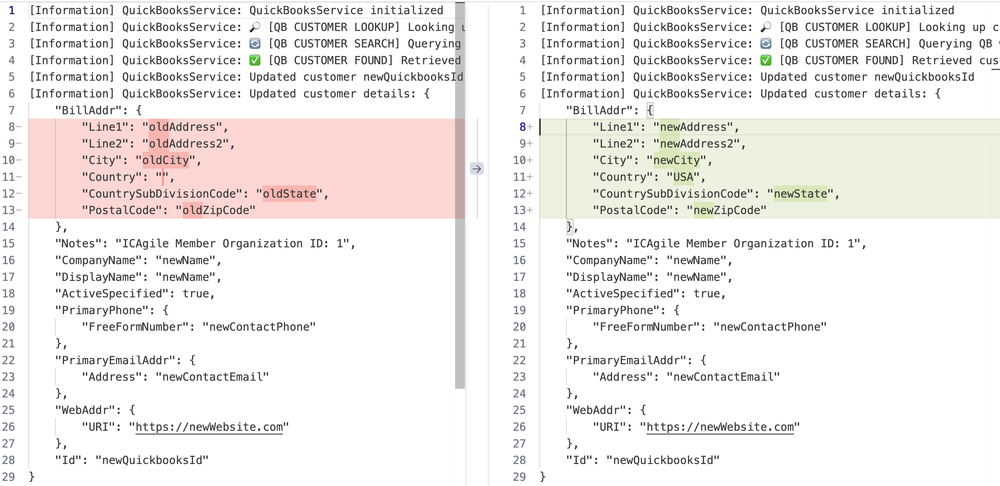 1 [Information] QuickBooksService: QuickBooksService initialized
2 [Information] QuickBooksService: 🔎 [QB CUSTOMER LOOKUP] Looking
3 [Information] QuickBooksService: 🔄 [QB CUSTOMER SEARCH] Querying
4 [Information] QuickBooksService: ✅ [QB CUSTOMER FOUND] Retrieved
5 [Information] QuickBooksService: Updated customer newQuickbooksId
6 [Information] QuickBooksService: Updated customer details: {
7     "BillAddr": {
8−         "Line1": "oldAddress",
9−         "Line2": "oldAddress2",
10−         "City": "oldCity",
11−         "Country": "",
12−         "CountrySubDivisionCode": "oldState",
13−         "PostalCode": "oldZipCode"
14     },
15     "Notes": "ICAgile Member Organization ID: 1",
16     "CompanyName": "newName",
17     "DisplayName": "newName",
18     "ActiveSpecified": true,
19     "PrimaryPhone": {
20         "FreeFormNumber": "newContactPhone"
21     },
22     "PrimaryEmailAddr": {
23         "Address": "newContactEmail"
24     },
25     "WebAddr": {
26         "URI": "https://newWebsite.com"
27     },
28     "Id": "newQuickbooksId"
29 }
→
1 [Information] QuickBooksService: QuickBooksService initialized
2 [Information] QuickBooksService: 🔎 [QB CUSTOMER LOOKUP] Looking up
3 [Information] QuickBooksService: 🔄 [QB CUSTOMER SEARCH] Querying QB
4 [Information] QuickBooksService: ✅ [QB CUSTOMER FOUND] Retrieved
5 [Information] QuickBooksService: Updated customer newQuickbooksId
6 [Information] QuickBooksService: Updated customer details: {
7     "BillAddr": {
8+         "Line1": "newAddress",
9+         "Line2": "newAddress2",
10+         "City": "newCity",
11+         "Country": "USA",
12+         "CountrySubDivisionCode": "newState",
13+         "PostalCode": "newZipCode"
14     },
15     "Notes": "ICAgile Member Organization ID: 1",
16     "CompanyName": "newName",
17     "DisplayName": "newName",
18     "ActiveSpecified": true,
19     "PrimaryPhone": {
20         "FreeFormNumber": "newContactPhone"
21     },
22     "PrimaryEmailAddr": {
23         "Address": "newContactEmail"
24     },
25     "WebAddr": {
26         "URI": "https://newWebsite.com"
27     },
28     "Id": "newQuickbooksId"
29 }